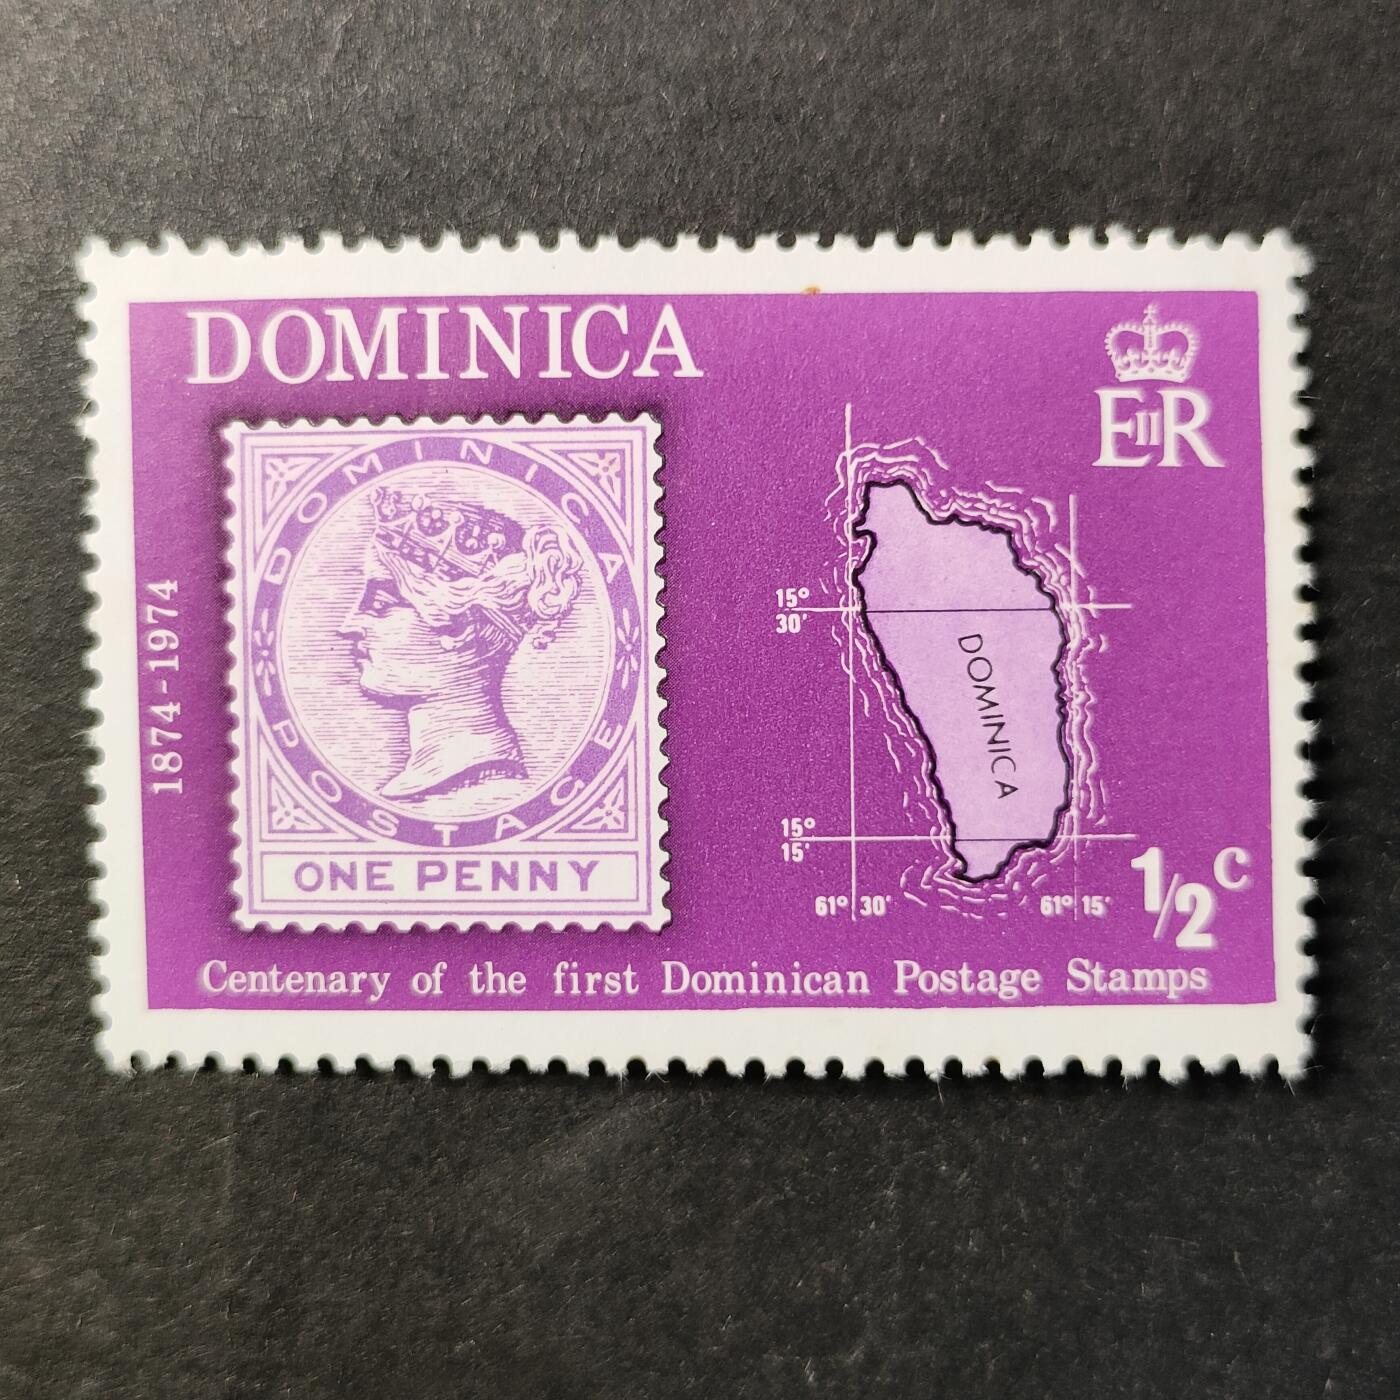 DOMINICA
EIIR
1874-1974
DOMINICA
POSTAGE
ONE PENNY
15°
30'
DOMINICA
15°
15'
61° 30'
61° 15'
1/2 c
Centenary of the first Dominican Postage Stamps